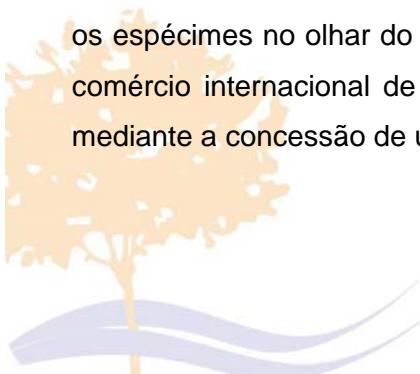 os espécimes no olhar do
comércio internacional de
mediante a concessão de